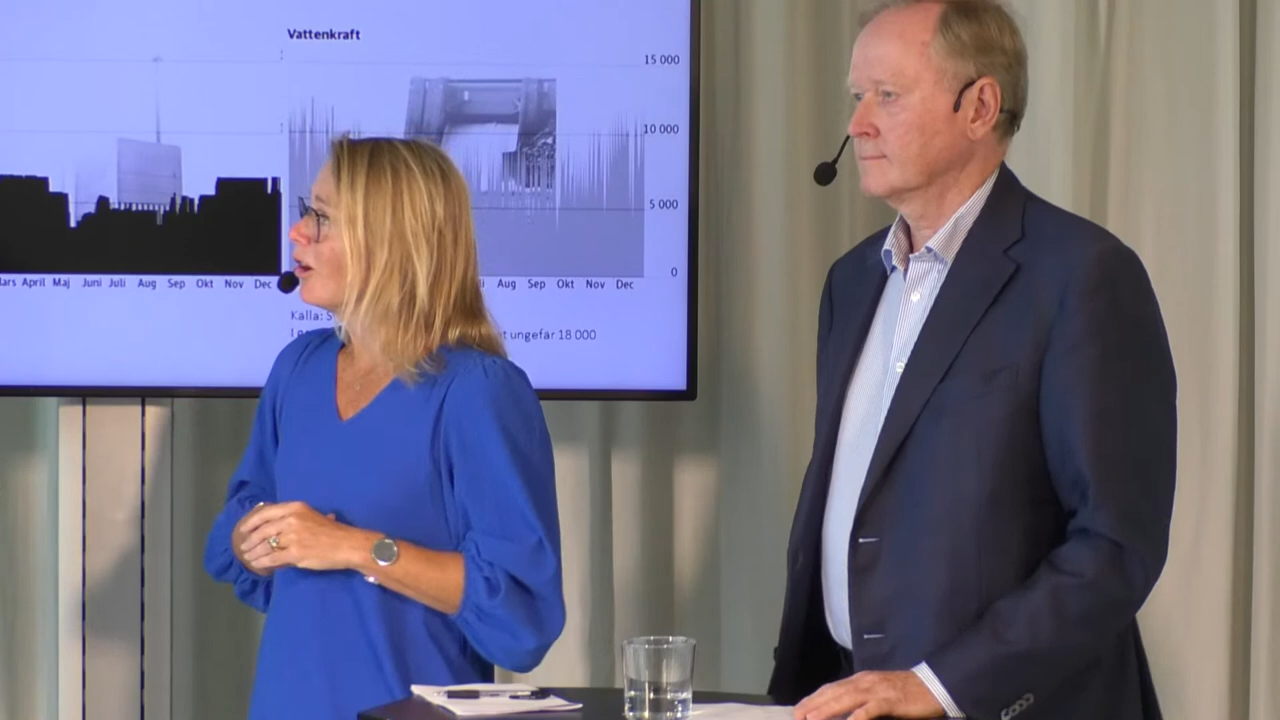 Vattenkraft
15 000
10 000
5 000
0
April Maj Juni Juli Aug Sep Okt Nov Dec
Aug Sep Okt Nov Dec
Källa:
ungefär 18 000